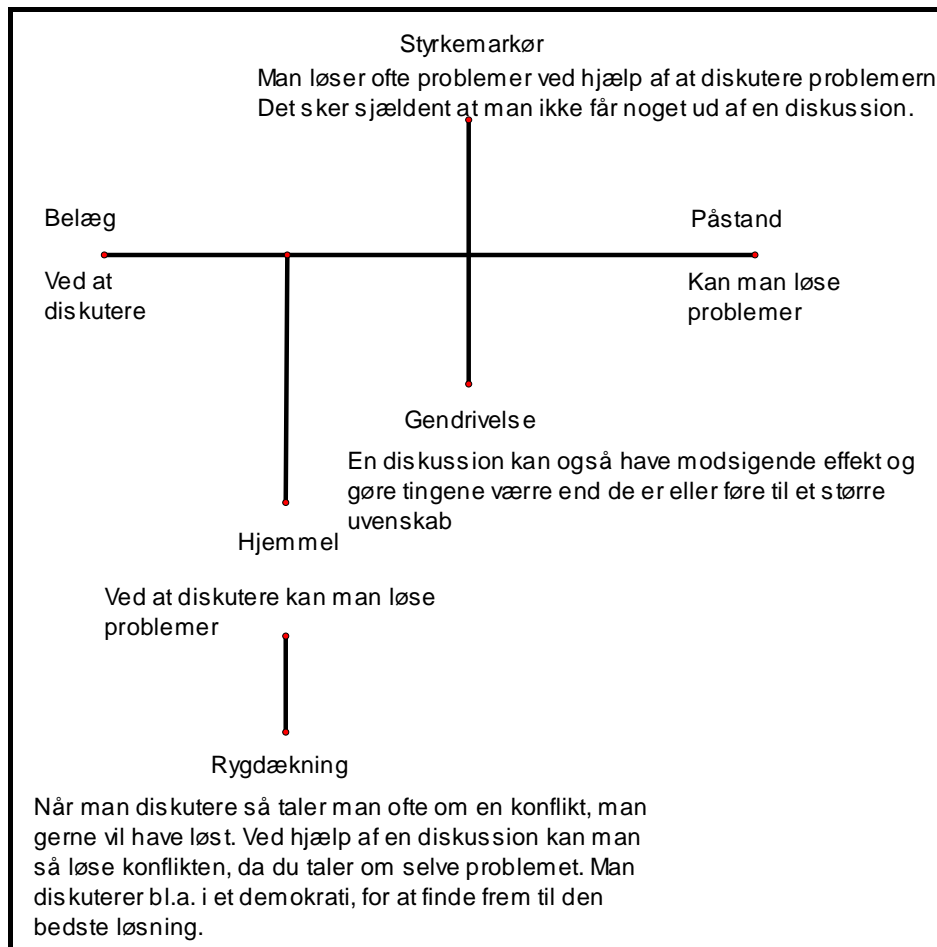 Styrkemarkør
Man løser ofte problemer ved hjælp af at diskutere problemern
Det sker sjældent at man ikke får noget ud af en diskussion.
Belæg
Påstand
Ved at
diskutere
Kan man løse
problemer
Gendrivelse
En diskussion kan også have modsigende effekt og
gøre tingene værre end de er eller føre til et større
uvenskab
Hjemmel
Ved at diskutere kan man løse
problemer
Rygdækning
Når man diskutere så taler man ofte om en konflikt, man
gerne vil have løst. Ved hjælp af en diskussion kan man
så løse konflikten, da du taler om selve problemet. Man
diskuterer bl.a. i et demokrati, for at finde frem til den
bedste løsning.